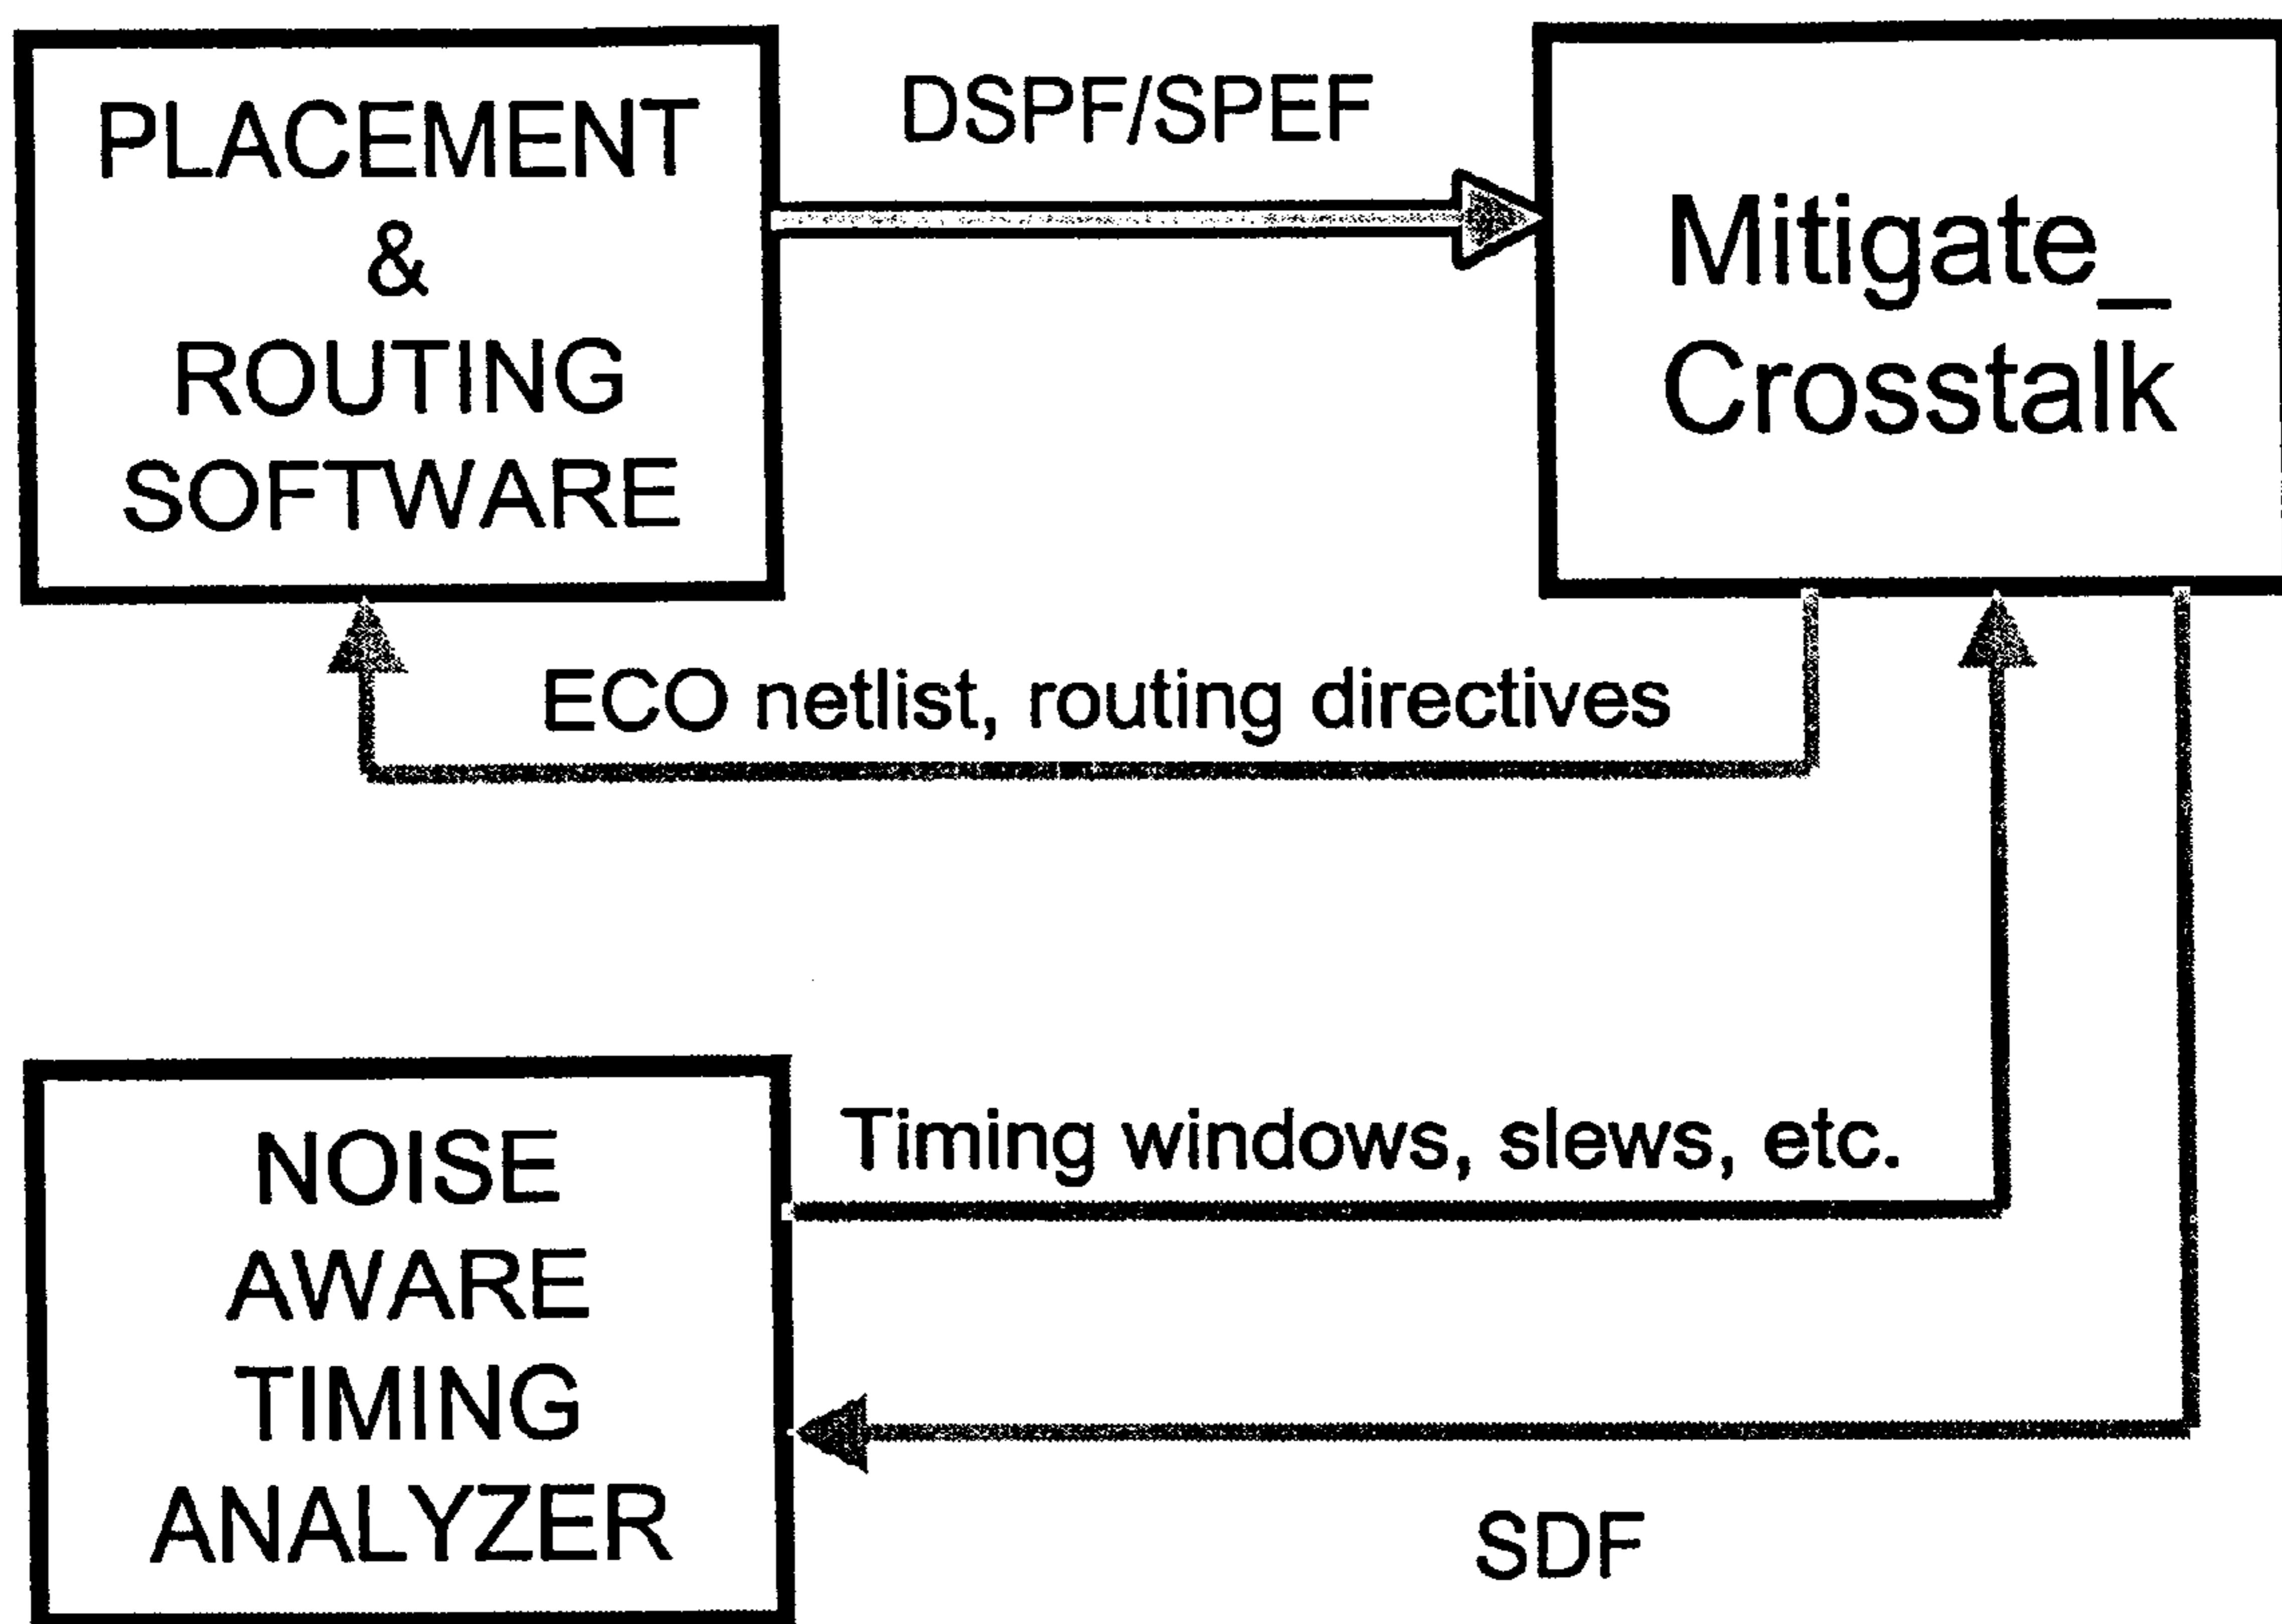 PLACEMENT
&
ROUTING
SOFTWARE
DSPF/SPEF
Mitigate_
Crosstalk
ECO netlist, routing directives
NOISE
AWARE
TIMING
ANALYZER
Timing windows, slews, etc.
SDF